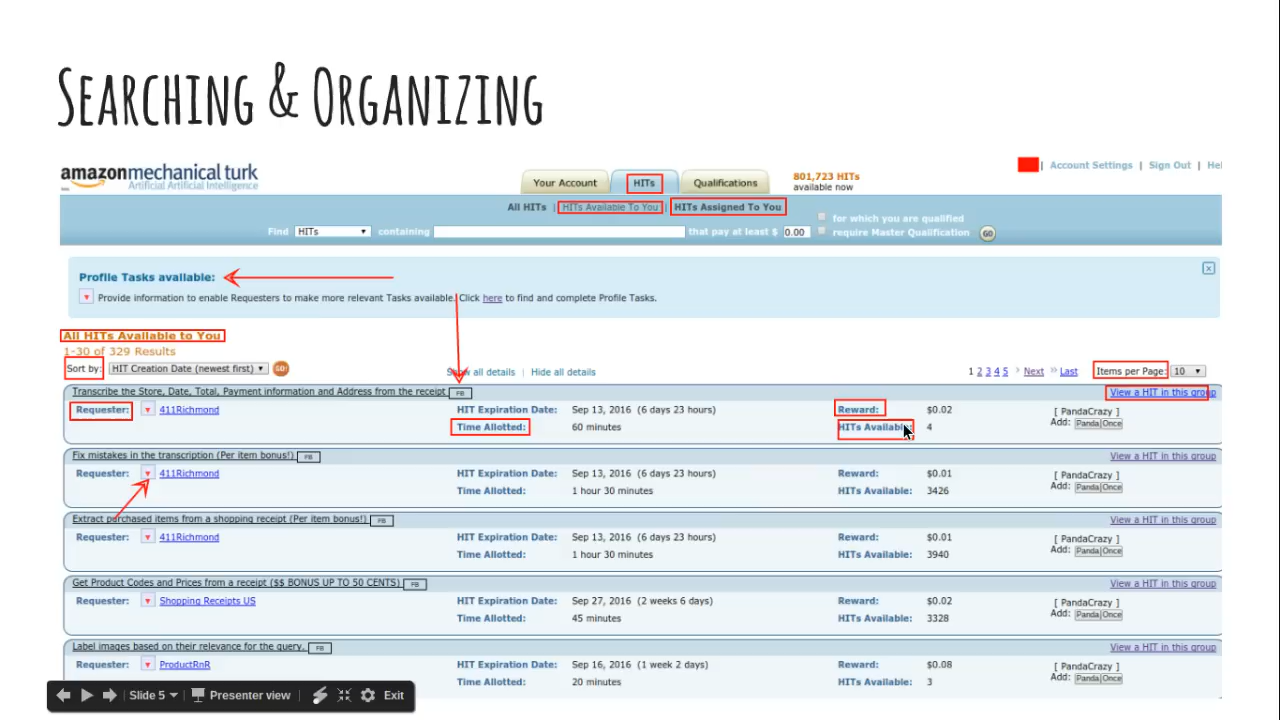 Searching & Organizing
amazonmechanical turk
Artificial Artificial Intelligence
Your Account
HITs
Qualifications
801,723 HITs
available now
| Account Settings | Sign Out | Hel
All HITs | HITs Available To You | HITs Assigned To You
Find HITs containing that pay at least $ 0.00
for which you are qualified
require Master Qualification
GO
Profile Tasks available:
Provide information to enable Requesters to make more relevant Tasks available. Click here to find and complete Profile Tasks.
All HITs Available to You
1-30 of 329 Results
Sort by: HIT Creation Date (newest first) GO!
Show all details | Hide all details
1 2 3 4 5 › Next ›› Last
Items per Page: 10
Transcribe the Store, Date, Total, Payment information and Address from the receipt PB
View a HIT in this group
Requester: 411Richmond
HIT Expiration Date: Sep 13, 2016 (6 days 23 hours)
Time Allotted: 60 minutes
Reward: $0.02
HITs Available: 4
[ PandaCrazy ]
Add: Panda|Once
Fix mistakes in the transcription (Per item bonus!) PB
View a HIT in this group
Requester: 411Richmond
HIT Expiration Date: Sep 13, 2016 (6 days 23 hours)
Time Allotted: 1 hour 30 minutes
Reward: $0.01
HITs Available: 3426
[ PandaCrazy ]
Add: Panda|Once
Extract purchased items from a shopping receipt (Per item bonus!) PB
View a HIT in this group
Requester: 411Richmond
HIT Expiration Date: Sep 13, 2016 (6 days 23 hours)
Time Allotted: 1 hour 30 minutes
Reward: $0.01
HITs Available: 3940
[ PandaCrazy ]
Add: Panda|Once
Get Product Codes and Prices from a receipt ($$ BONUS UP TO 50 CENTS) PB
View a HIT in this group
Requester: Shopping Receipts US
HIT Expiration Date: Sep 27, 2016 (2 weeks 6 days)
Time Allotted: 45 minutes
Reward: $0.02
HITs Available: 3328
[ PandaCrazy ]
Add: Panda|Once
Label images based on their relevance for the query. PB
View a HIT in this group
Requester: ProductRnR
HIT Expiration Date: Sep 16, 2016 (1 week 2 days)
Time Allotted: 20 minutes
Reward: $0.08
HITs Available: 3
[ PandaCrazy ]
Add: Panda|Once
Slide 5 Presenter view Exit